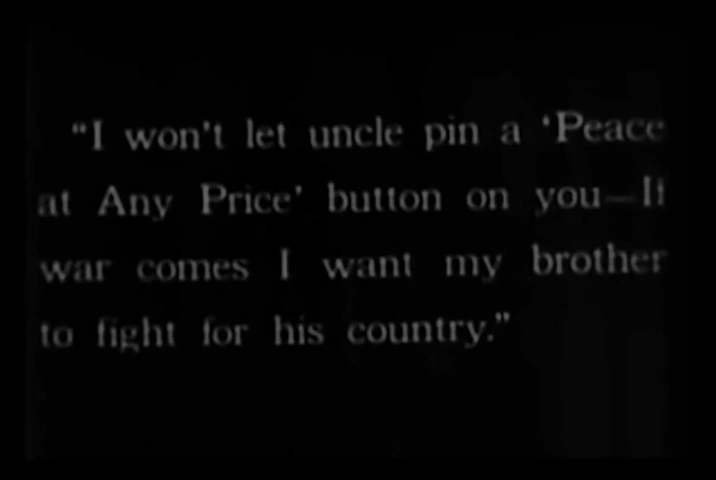 "I won't let uncle pin a 'Peace
at Any Price' button on you—If
war comes I want my brother
to fight for his country."